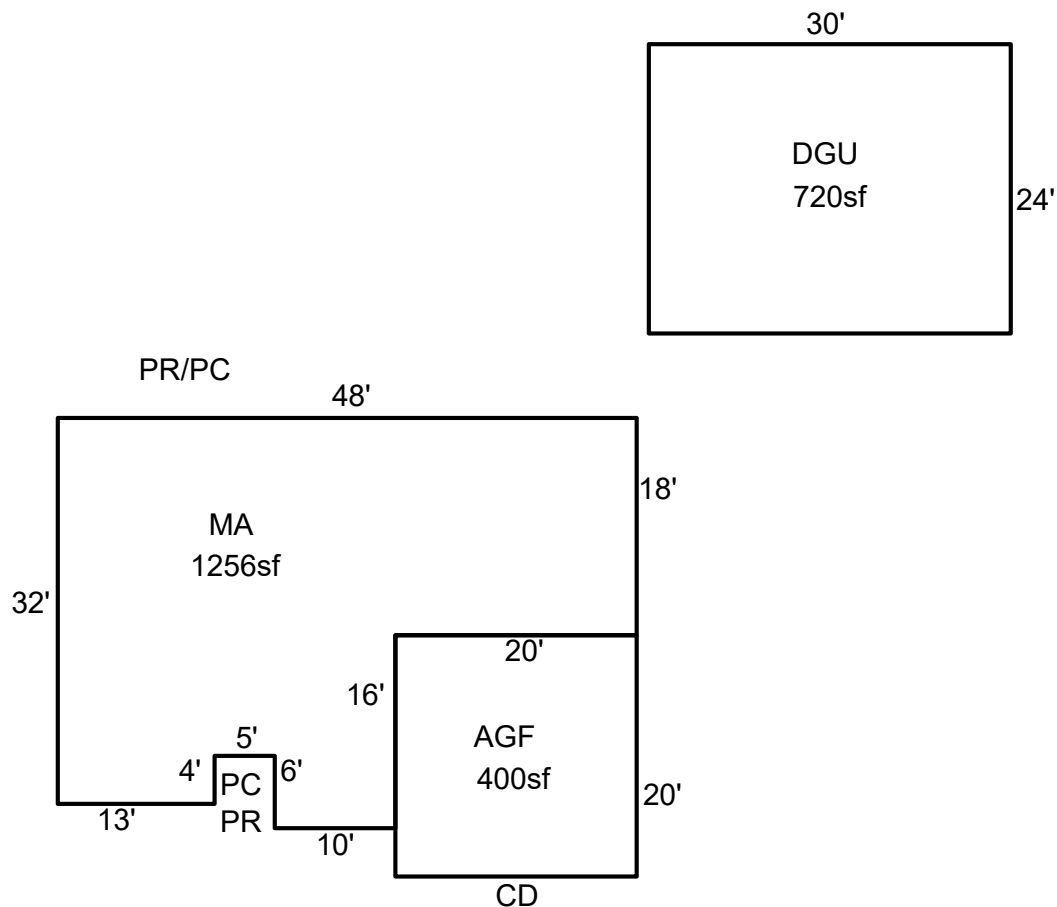 30'
DGU
720sf
24'
PR/PC
48'
18'
MA
1256sf
32'
20'
16'
AGF
400sf
5'
4'
6'
PC
PR
13'
10'
20'
CD